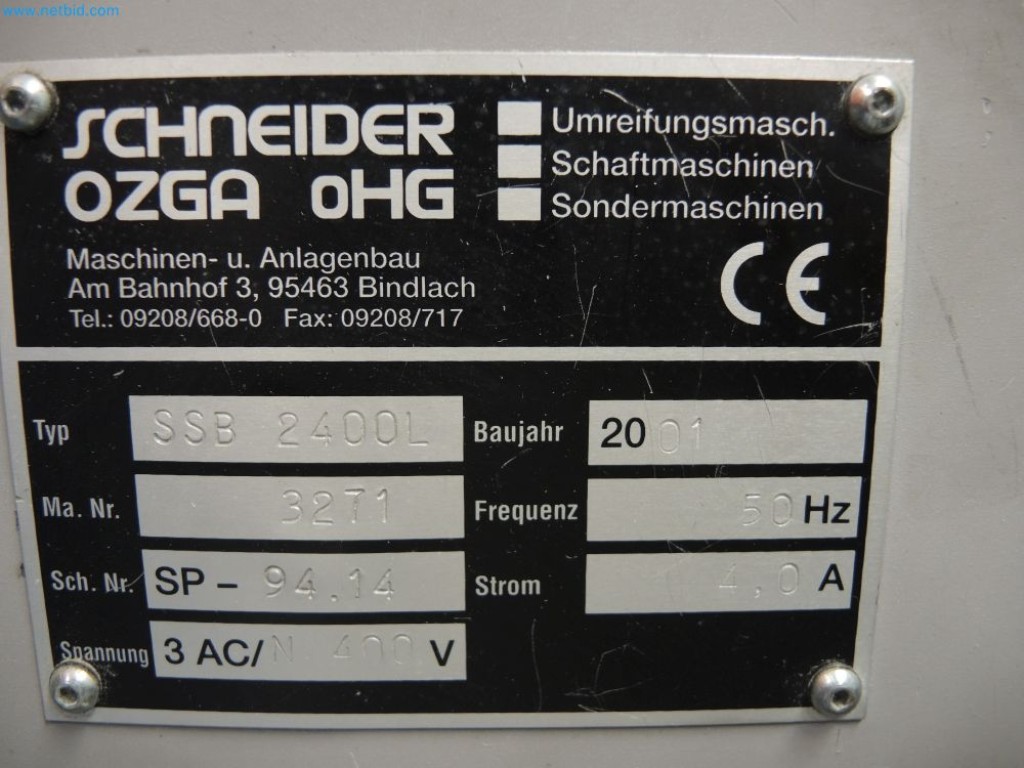 www.netbid.com
SCHNEIDER
OZGA OHG
Umreifungsmasch.
Schaftmaschinen
Sondermaschinen
Maschinen- u. Anlagenbau
Am Bahnhof 3, 95463 Bindlach
Tel.: 09208/668-0 Fax: 09208/717
CE
Typ SSB 2400L Baujahr 2001
Ma. Nr. 3271 Frequenz 50 Hz
Sch. Nr. SP - 94.14 Strom 4,0 A
Spannung 3 AC/N 400 V